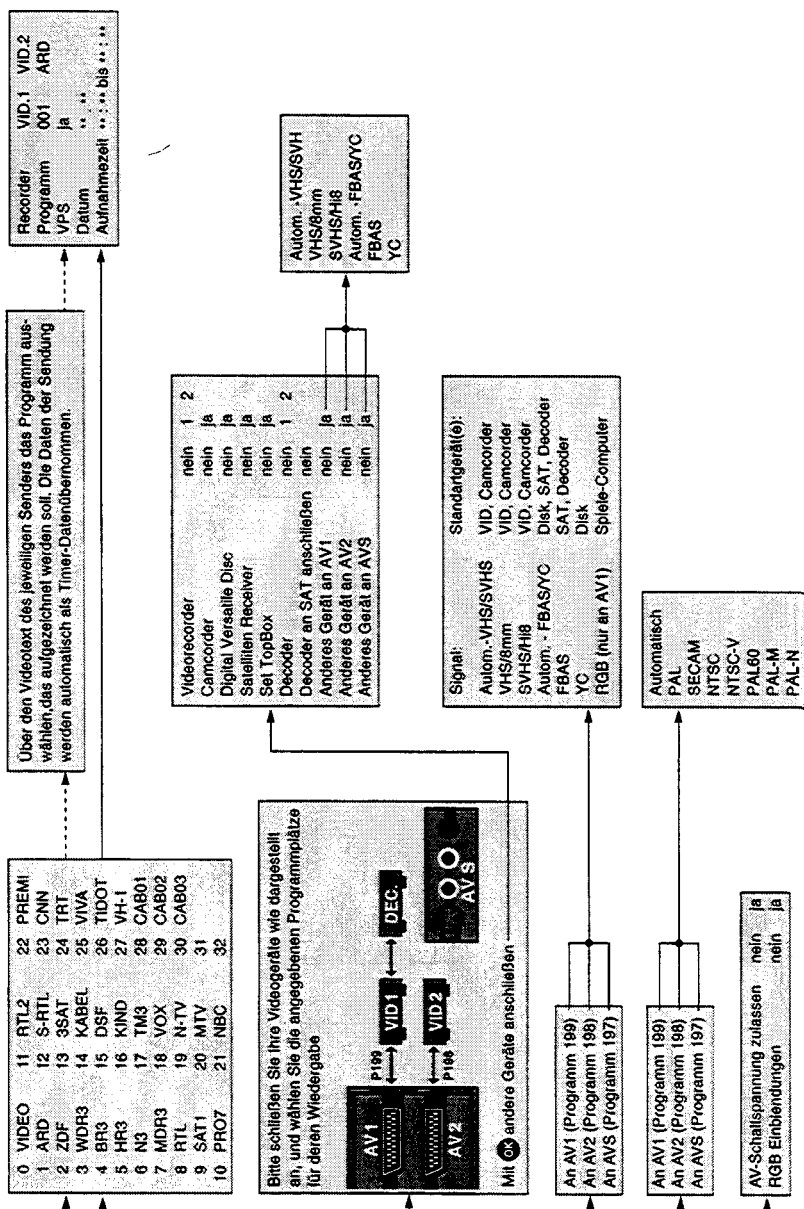 0 VIDEO 11 RTL2 22 PREMI
1 ARD 12 S-RTL 23 CNN
2 ZDF 13 3SAT 24 TRT
3 WDR3 14 KABEL 25 VIVA
4 BR3 15 DSF 26 TIDOT
5 HR3 16 KIND 27 VH-1
6 N3 17 TM3 28 CAB01
7 MDR3 18 VOX 29 CAB02
8 RTL 19 N-TV 30 CAB03
9 SAT1 20 MTV 31
10 PRO7 21 NBC 32
Über den Videotext des jeweiligen Senders das Programm aus-
wählen,das aufgezeichnet werden soll. Die Daten der Sendung
werden automatisch als Timer-Datenübernommen.
Recorder VID.1 VID.2
Programm 001 ARD
VPS ja
Datum ** : **
Aufnahmezeit ** : ** bis ** : **
Bitte schließen Sie Ihre Videogeräte wie dargestellt
an, und wählen Sie die angegebenen Programmplätze
für deren Wiedergabe
AV1 P199 VID1 DEC.
AV2 P198 VID2 AVS
Mit OK andere Geräte anschließen
Videorecorder nein 1 2
Camcorder nein ja
Digital Versatile Disc nein ja
Satelliten Receiver nein ja
Set TopBox nein ja
Decoder nein 1 2
Decoder an SAT anschließen
Anderes Gerät an AV1 nein ja
Anderes Gerät an AV2 nein ja
Anderes Gerät an AVS nein ja
Autom. -VHS/SVH
VHS/8mm
SVHS/Hi8
Autom. -FBAS/YC
FBAS
YC
An AV1 (Programm 199)
An AV2 (Programm 198)
An AVS (Programm 197)
Signal: Standartgerät(e):
Autom.-VHS/SVHS VID, Camcorder
VHS/8mm VID, Camcorder
SVHS/Hi8 VID, Camcorder
Autom. - FBAS/YC Disk, SAT, Decoder
FBAS SAT, Decoder
YC Disk
RGB (nur an AV1) Spiele-Computer
An AV1 (Programm 199)
An AV2 (Programm 198)
An AVS (Programm 197)
Automatisch
PAL
SECAM
NTSC
NTSC-V
PAL60
PAL-M
PAL-N
AV-Schaltspannung zulassen nein ja
RGB Einblendungen nein ja